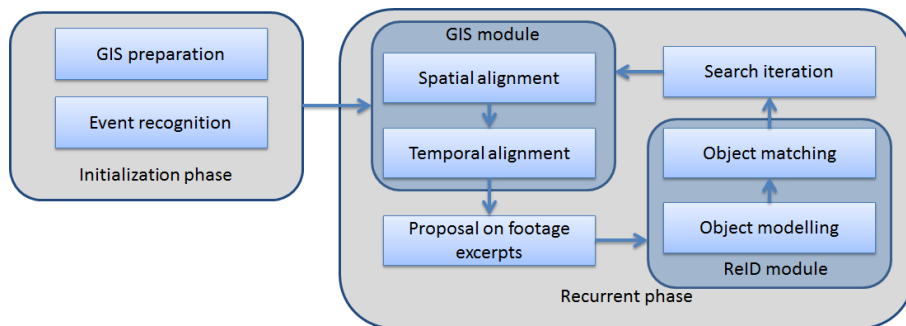 GIS preparation
Event recognition
Initialization phase
GIS module
Spatial alignment
Temporal alignment
Proposal on footage
excerpts
Search iteration
Object matching
Object modelling
ReID module
Recurrent phase